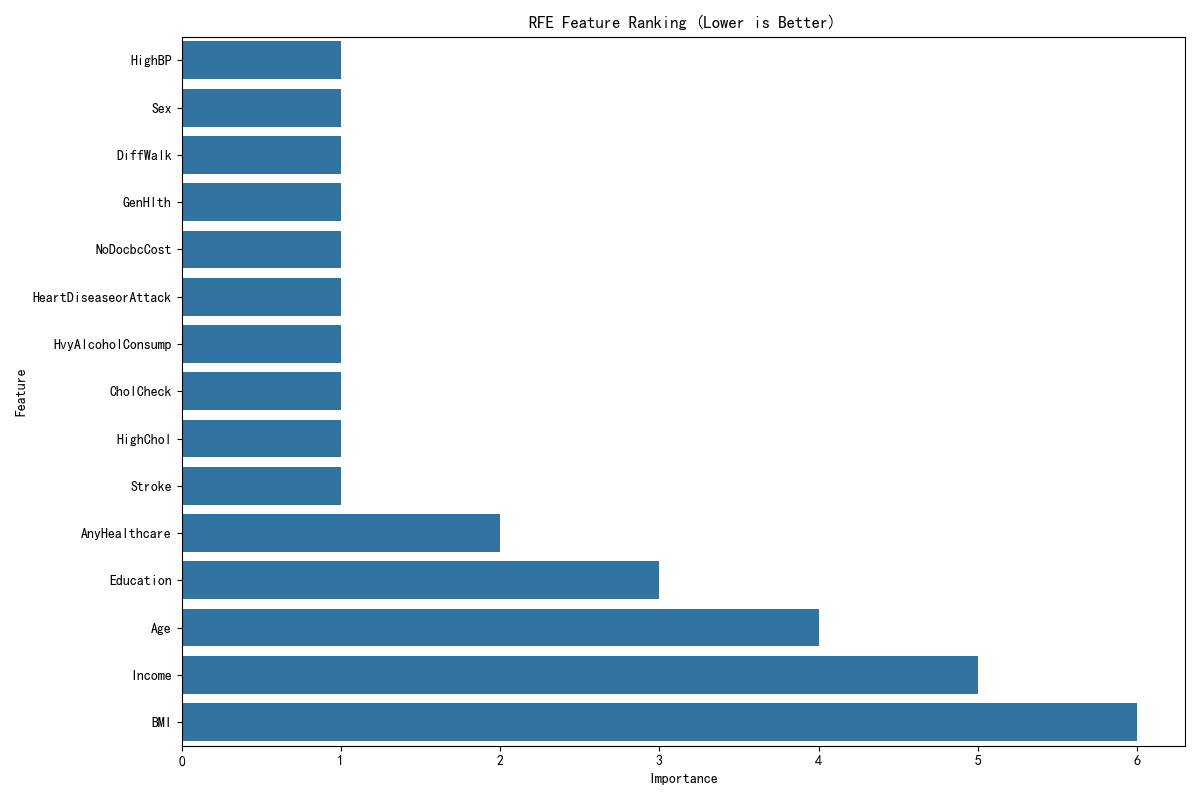 RFE Feature Ranking (Lower is Better)
HighBP
Sex
DiffWalk
GenHlth
NoDocbcCost
HeartDiseaseorAttack
HvyAlcoholConsump
CholCheck
HighChol
Stroke
AnyHealthcare
Education
Age
Income
BMI
Feature
0 1 2 3 4 5 6
Importance